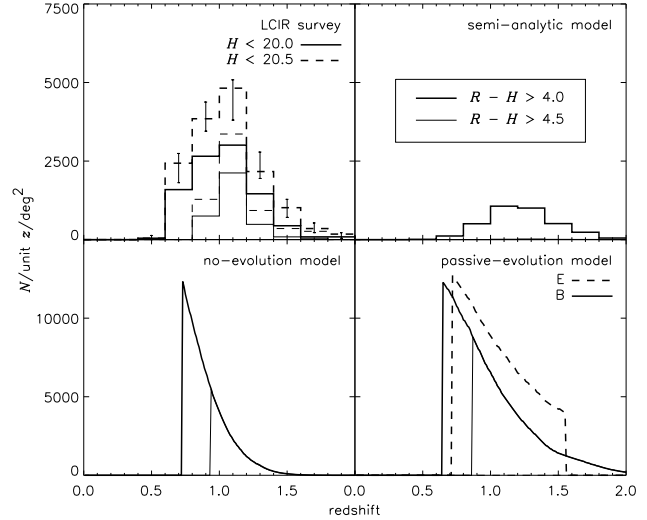 7500
5000
2500
0
LCIR survey
H < 20.0
H < 20.5
semi-analytic model
R - H > 4.0
R - H > 4.5
N/unit z/deg²
10000
5000
0
no-evolution model
passive-evolution model
E
B
0.0 0.5 1.0 1.5 0.0 0.5 1.0 1.5 2.0
redshift